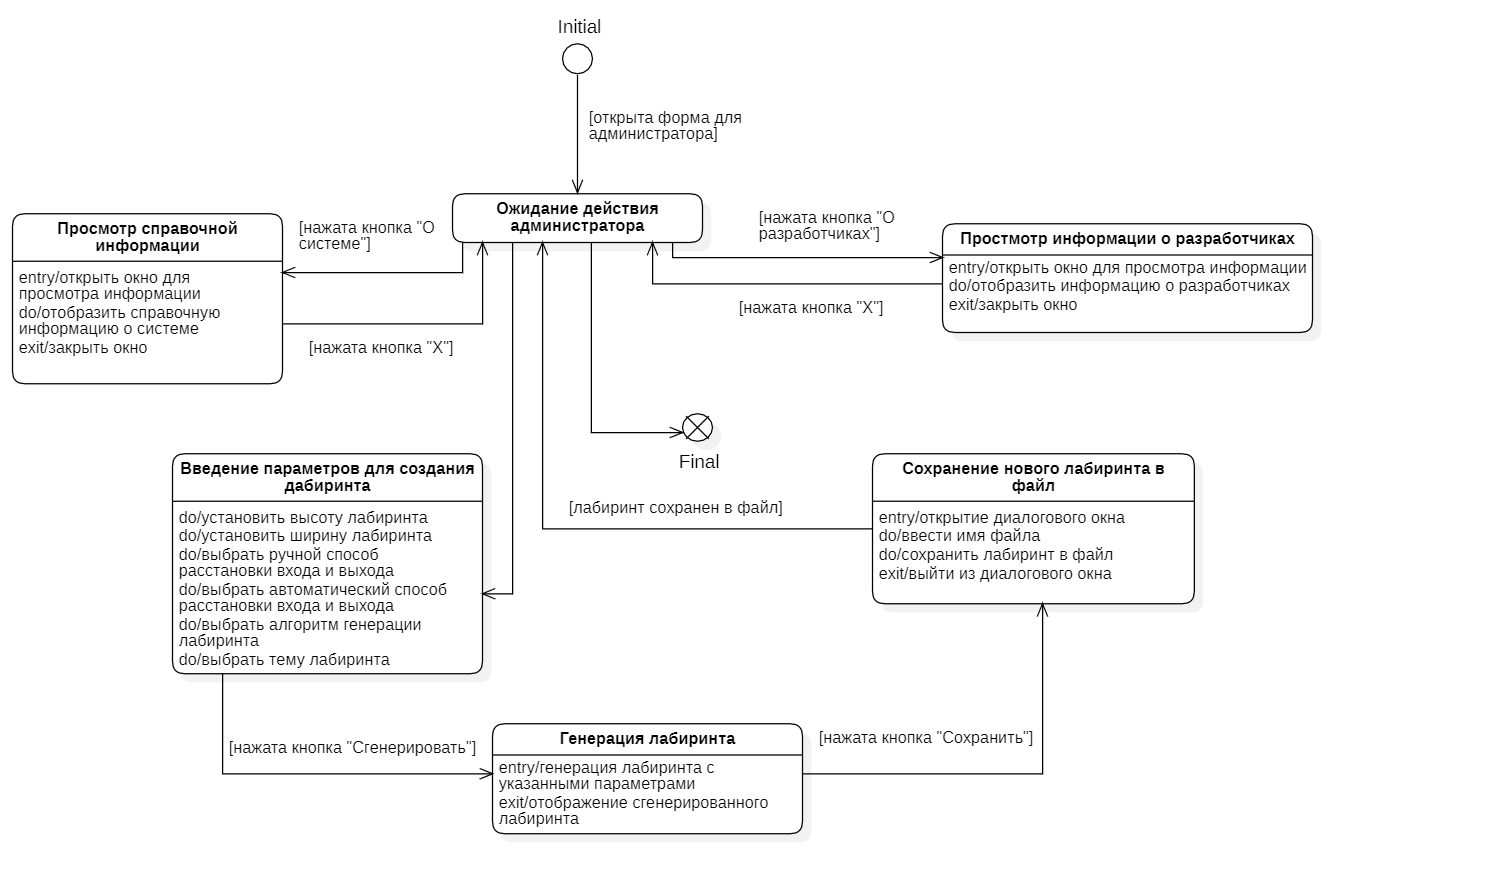 Initial
[открыта форма для
администратора]
Ожидание действия
администратора
Просмотр справочной
информации
entry/открыть окно для
просмотра информации
do/отобразить справочную
информацию о системе
exit/закрыть окно
[нажата кнопка "О
системе"]
[нажата кнопка "X"]
[нажата кнопка "О
разработчиках"]
[нажата кнопка "X"]
Простмотр информации о разработчиках
entry/открыть окно для просмотра информации
do/отобразить информацию о разработчиках
exit/закрыть окно
Final
Введение параметров для создания
дабиринта
do/установить высоту лабиринта
do/установить ширину лабиринта
do/выбрать ручной способ
расстановки входа и выхода
do/выбрать автоматический способ
расстановки входа и выхода
do/выбрать алгоритм генерации
лабиринта
do/выбрать тему лабиринта
[лабиринт сохранен в файл]
Сохранение нового лабиринта в
файл
entry/открытие диалогового окна
do/ввести имя файла
do/сохранить лабиринт в файл
exit/выйти из диалогового окна
[нажата кнопка "Сгенерировать"]
Генерация лабиринта
entry/генерация лабиринта с
указанными параметрами
exit/отображение сгенерированного
лабиринта
[нажата кнопка "Сохранить"]